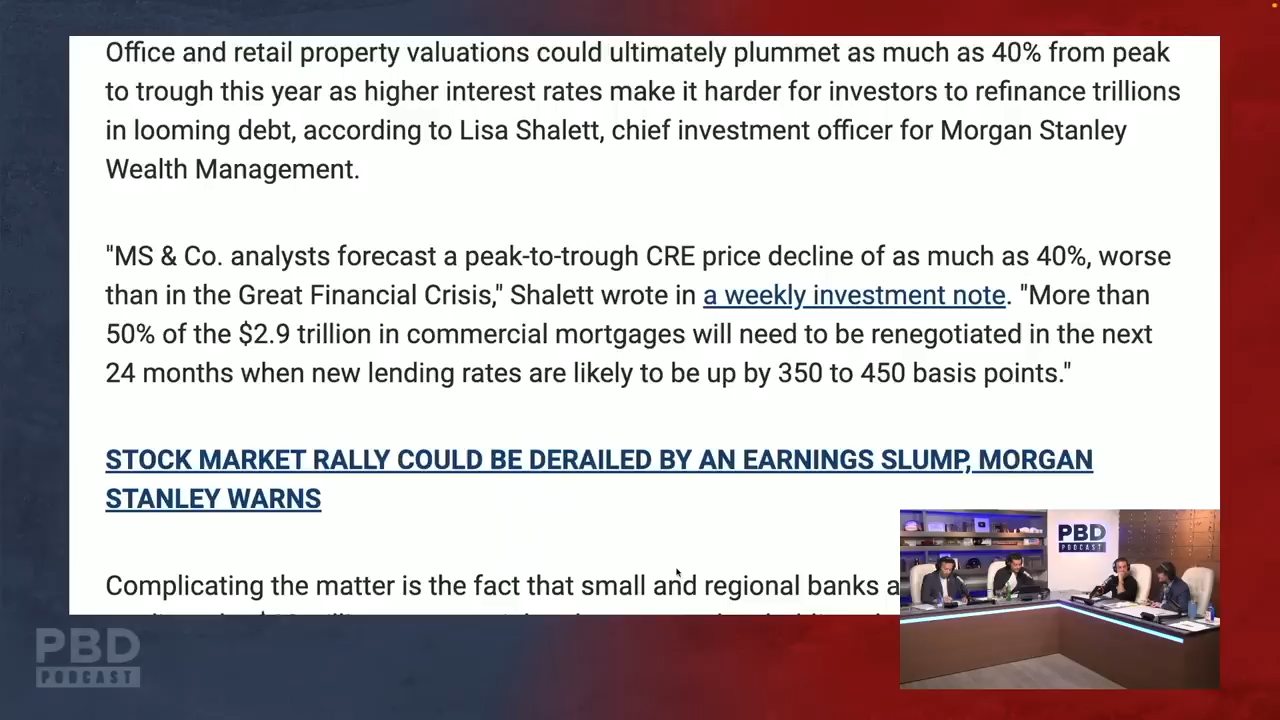 Office and retail property valuations could ultimately plummet as much as 40% from peak
to trough this year as higher interest rates make it harder for investors to refinance trillions
in looming debt, according to Lisa Shalett, chief investment officer for Morgan Stanley
Wealth Management.
"MS & Co. analysts forecast a peak-to-trough CRE price decline of as much as 40%, worse
than in the Great Financial Crisis," Shalett wrote in a weekly investment note. "More than
50% of the $2.9 trillion in commercial mortgages will need to be renegotiated in the next
24 months when new lending rates are likely to be up by 350 to 450 basis points."
STOCK MARKET RALLY COULD BE DERAILED BY AN EARNINGS SLUMP, MORGAN
STANLEY WARNS
Complicating the matter is the fact that small and regional banks a
PBD
PODCAST
PBD
PODCAST